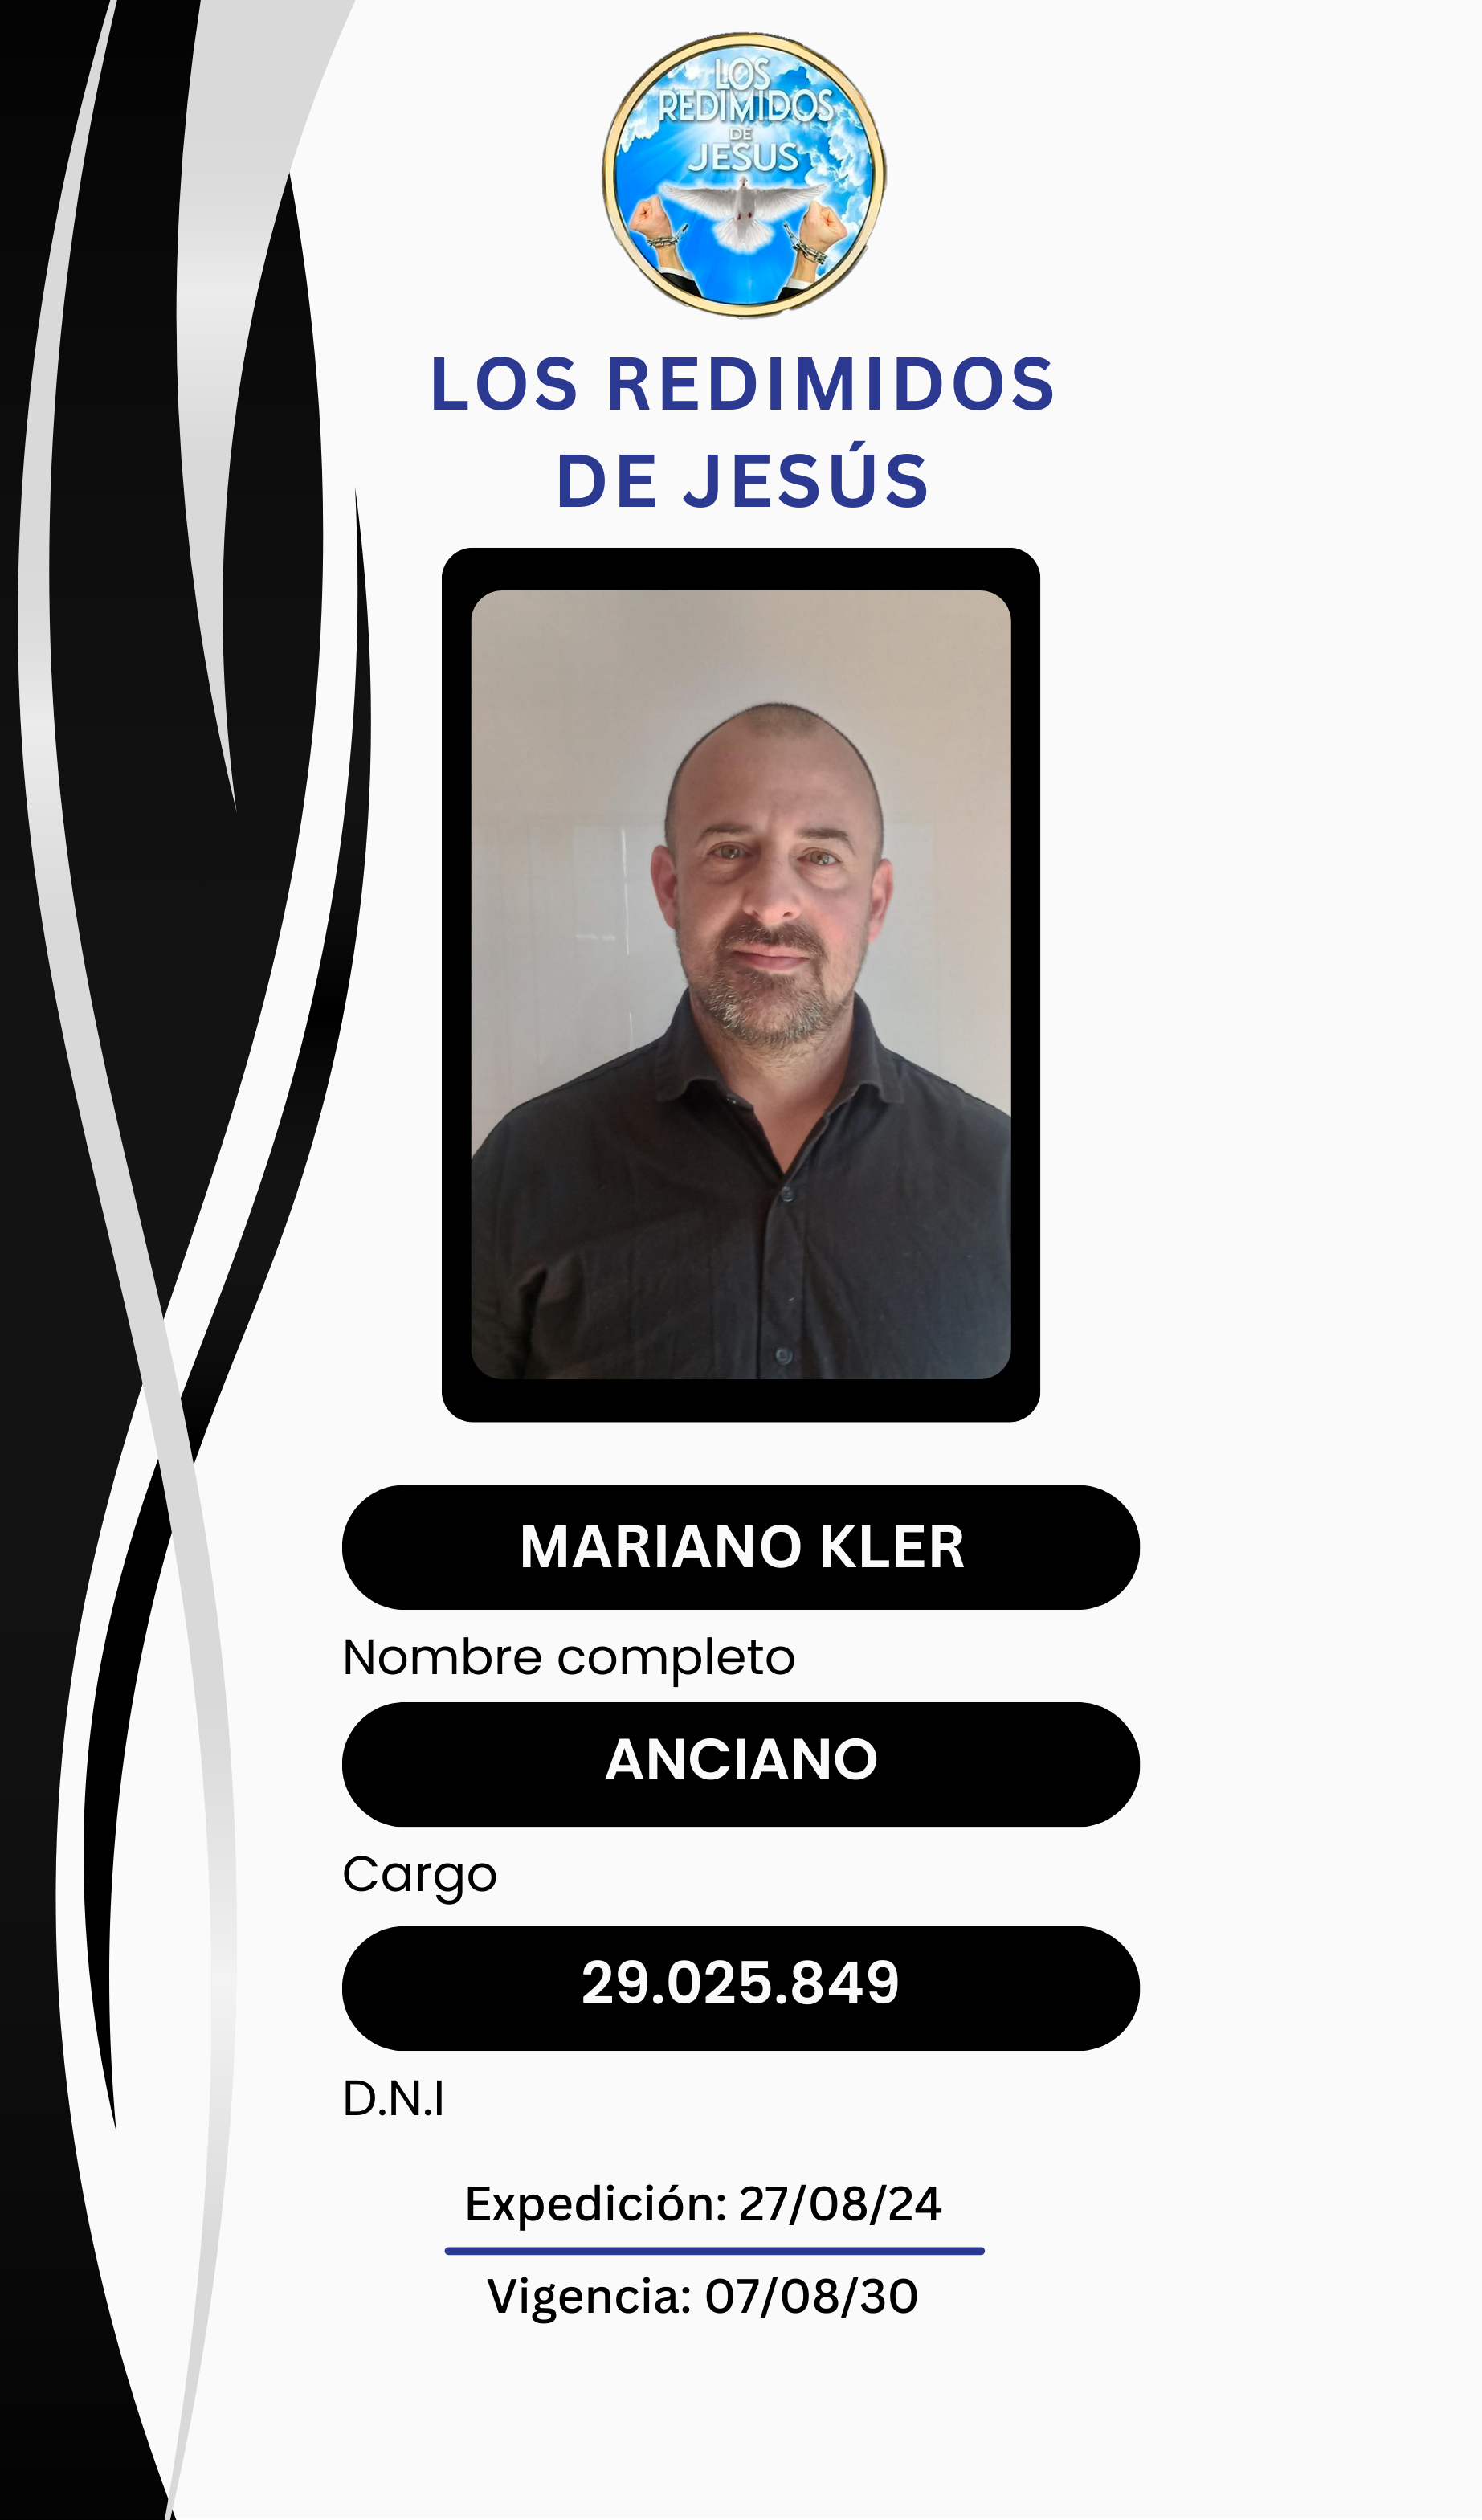 LOS
REDIMIDOS
DE
JESUS
LOS REDIMIDOS
DE JESÚS
MARIANO KLER
Nombre completo
ANCIANO
Cargo
29.025.849
D.N.I
Expedición: 27/08/24
Vigencia: 07/08/30